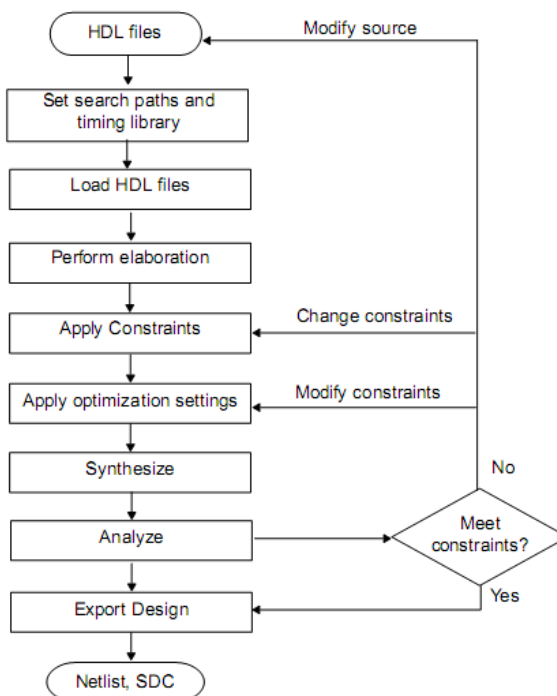 HDL files
Modify source
Set search paths and
timing library
Load HDL files
Perform elaboration
Apply Constraints
Change constraints
Apply optimization settings
Modify constraints
Synthesize
No
Analyze
Meet
constraints?
Yes
Export Design
Netlist, SDC